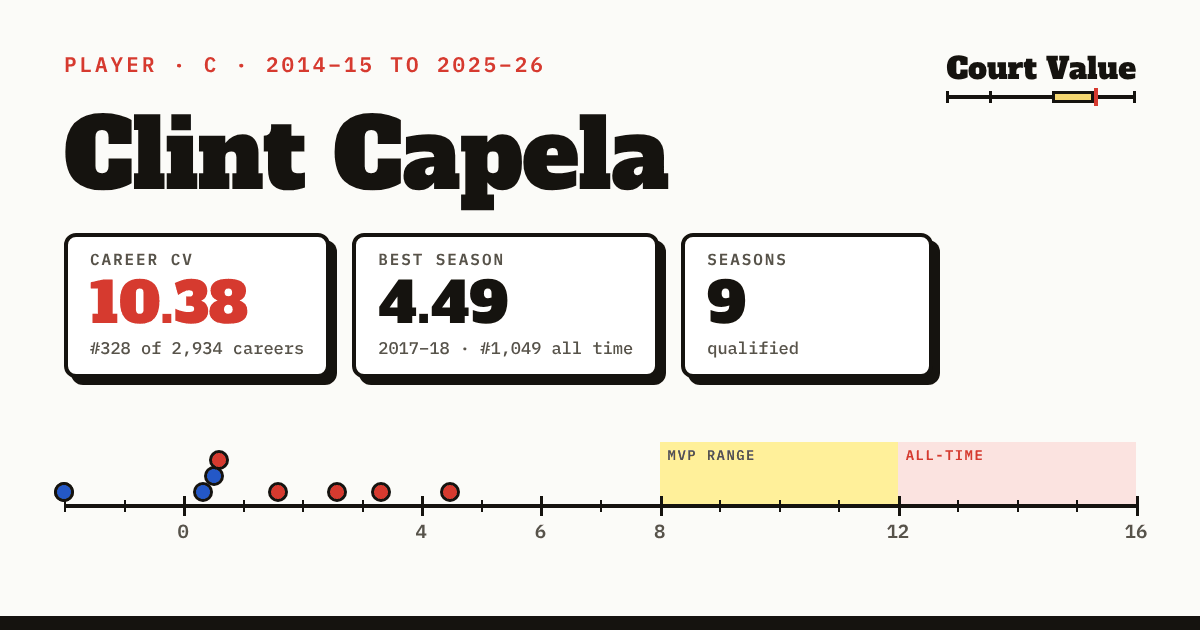 PLAYER · C · 2014–15 TO 2025–26
Court Value
Clint Capela
CAREER CV
10.38
#328 of 2,934 careers
BEST SEASON
4.49
2017–18 · #1,049 all time
SEASONS
9
qualified
MVP RANGE
ALL-TIME
0
4
6
8
12
16